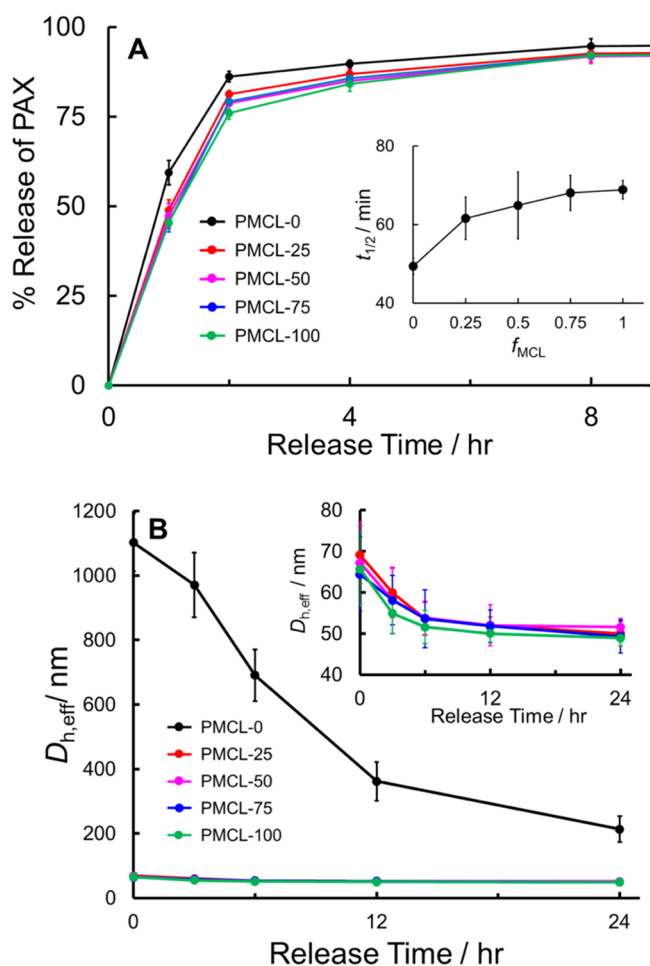 100
A
75
50
25
0
% Release of PAX
PMCL-0
PMCL-25
PMCL-50
PMCL-75
PMCL-100
80
60
40
t1/2 / min
0 0.25 0.5 0.75 1
fMCL
0 4 8
Release Time / hr
1200
B
1000
800
600
400
200
0
Dh,eff/ nm
PMCL-0
PMCL-25
PMCL-50
PMCL-75
PMCL-100
80
70
60
50
40
Dh,eff / nm
0 12 24
Release Time / hr
0 12 24
Release Time / hr